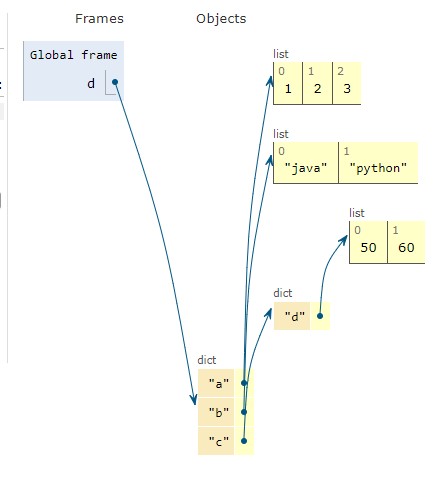 Frames Objects
Global frame
d
list
0 1 2
1 2 3
list
0 1
"java" "python"
list
0 1
50 60
dict
"d"
dict
"a"
"b"
"c"